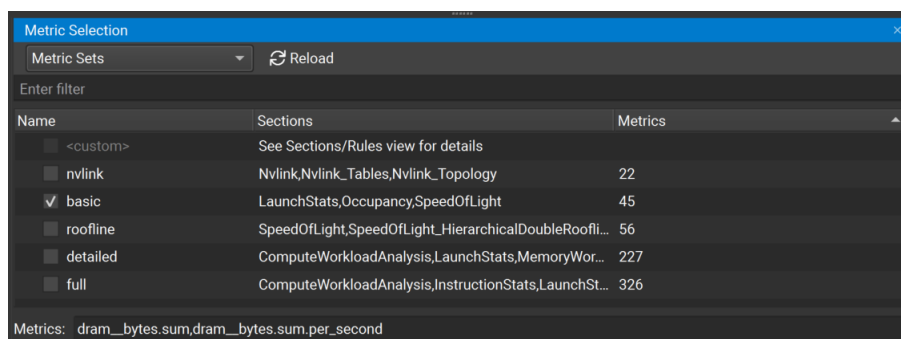 Metric Selection
Metric Sets Reload
Enter filter
Name Sections Metrics
<custom> See Sections/Rules view for details
nvlink Nvlink,Nvlink_Tables,Nvlink_Topology 22
basic LaunchStats,Occupancy,SpeedOfLight 45
roofline SpeedOfLight,SpeedOfLight_HierarchicalDoubleRoofli... 56
detailed ComputeWorkloadAnalysis,LaunchStats,MemoryWor... 227
full ComputeWorkloadAnalysis,InstructionStats,LaunchSt... 326
Metrics: dram__bytes.sum,dram__bytes.sum.per_second